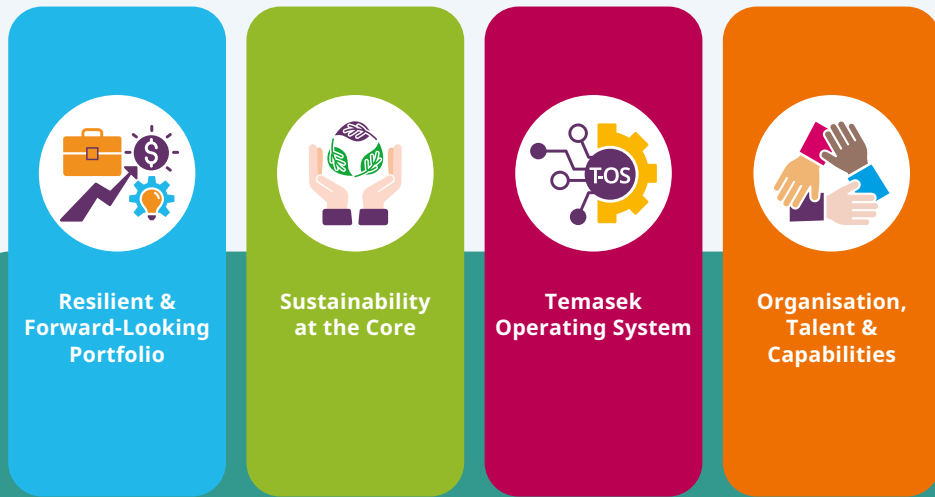 $
T-OS
Resilient &
Forward-Looking
Portfolio
Sustainability
at the Core
Temasek
Operating System
Organisation,
Talent &
Capabilities